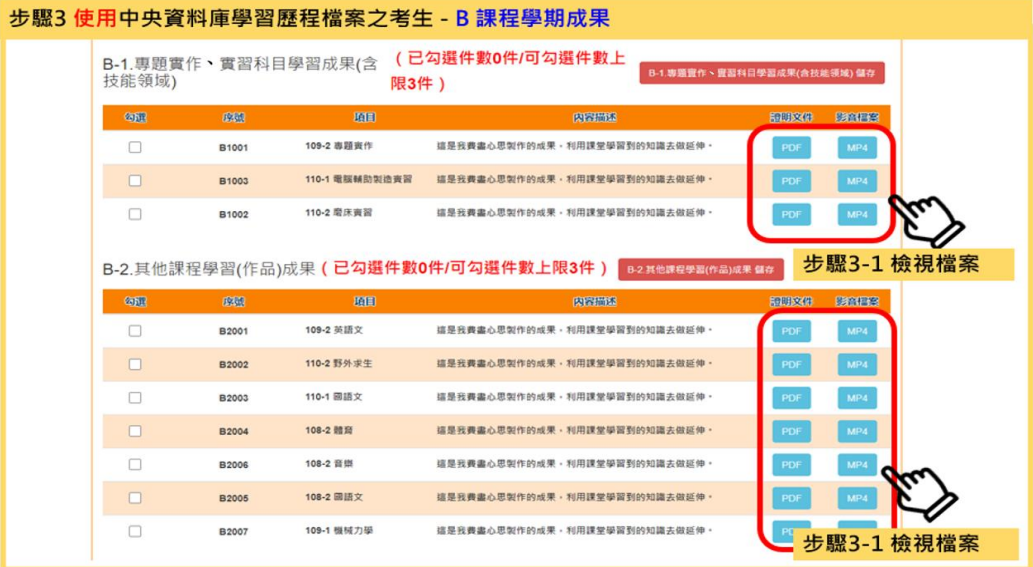 步驟3 使用中央資料庫學習歷程檔案之考生 - B 課程學期成果
B-1.專題實作、實習科目學習成果(含技能領域)
（已勾選件數0件/可勾選件數上限3件）
B-1.專題實作、實習科目學習成果(含技能領域) 儲存
勾選 序號 項目 內容描述 證明文件 影音檔案
B1001 109-2 專題實作 這是我費盡心思製作的成果，利用課堂學習到的知識去做延伸。 PDF MP4
B1003 110-1 電腦輔助製造實習 這是我費盡心思製作的成果，利用課堂學習到的知識去做延伸。 PDF MP4
B1002 110-2 磨床實習 這是我費盡心思製作的成果，利用課堂學習到的知識去做延伸。 PDF MP4
步驟3-1 檢視檔案
B-2.其他課程學習(作品)成果（已勾選件數0件/可勾選件數上限3件） B-2.其他課程學習(作品)成果 儲存
勾選 序號 項目 內容描述 證明文件 影音檔案
B2001 109-2 英語文 這是我費盡心思製作的成果，利用課堂學習到的知識去做延伸。 PDF MP4
B2002 110-2 野外求生 這是我費盡心思製作的成果，利用課堂學習到的知識去做延伸。 PDF MP4
B2003 110-1 國語文 這是我費盡心思製作的成果，利用課堂學習到的知識去做延伸。 PDF MP4
B2004 108-2 體育 這是我費盡心思製作的成果，利用課堂學習到的知識去做延伸。 PDF MP4
B2006 108-2 音樂 這是我費盡心思製作的成果，利用課堂學習到的知識去做延伸。 PDF MP4
B2005 108-2 國語文 這是我費盡心思製作的成果，利用課堂學習到的知識去做延伸。 PDF MP4
B2007 109-1 機械力學 這是我費盡心思製作的成果，利用課堂學習到的知識去做延伸。
步驟3-1 檢視檔案